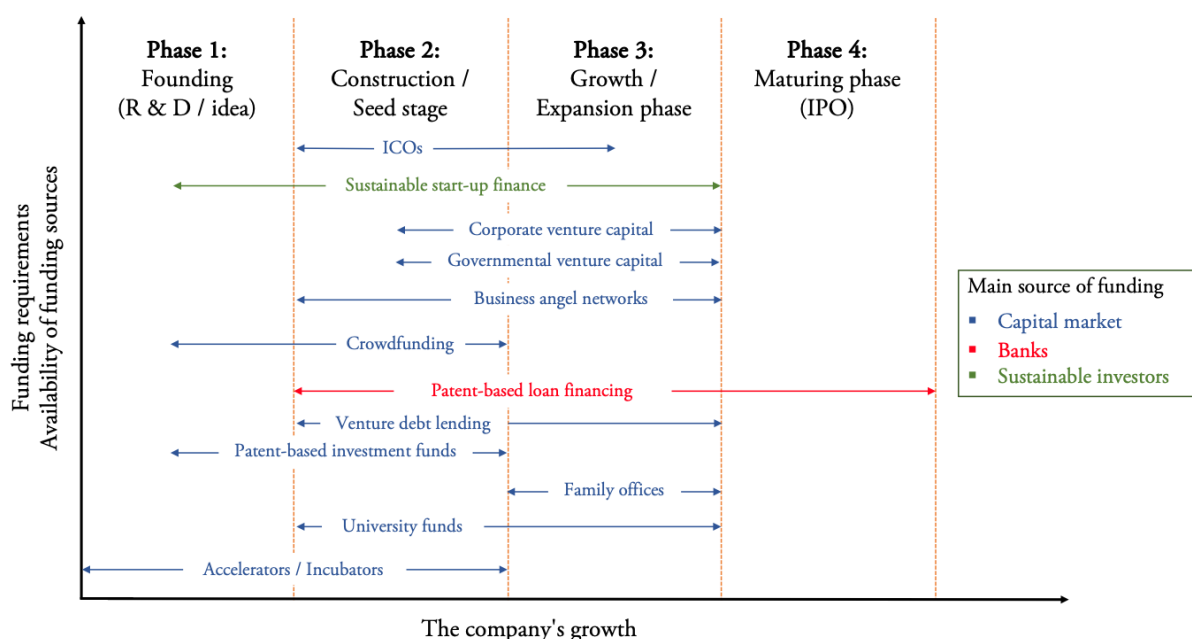 Phase 1:
Founding
(R & D / idea)
Phase 2:
Construction /
Seed stage
Phase 3:
Growth /
Expansion phase
Phase 4:
Maturing phase
(IPO)
Funding requirements
Availability of funding sources
ICOs
Sustainable start-up finance
Corporate venture capital
Governmental venture capital
Business angel networks
Crowdfunding
Patent-based loan financing
Venture debt lending
Patent-based investment funds
Family offices
University funds
Accelerators / Incubators
Main source of funding
Capital market
Banks
Sustainable investors
The company's growth